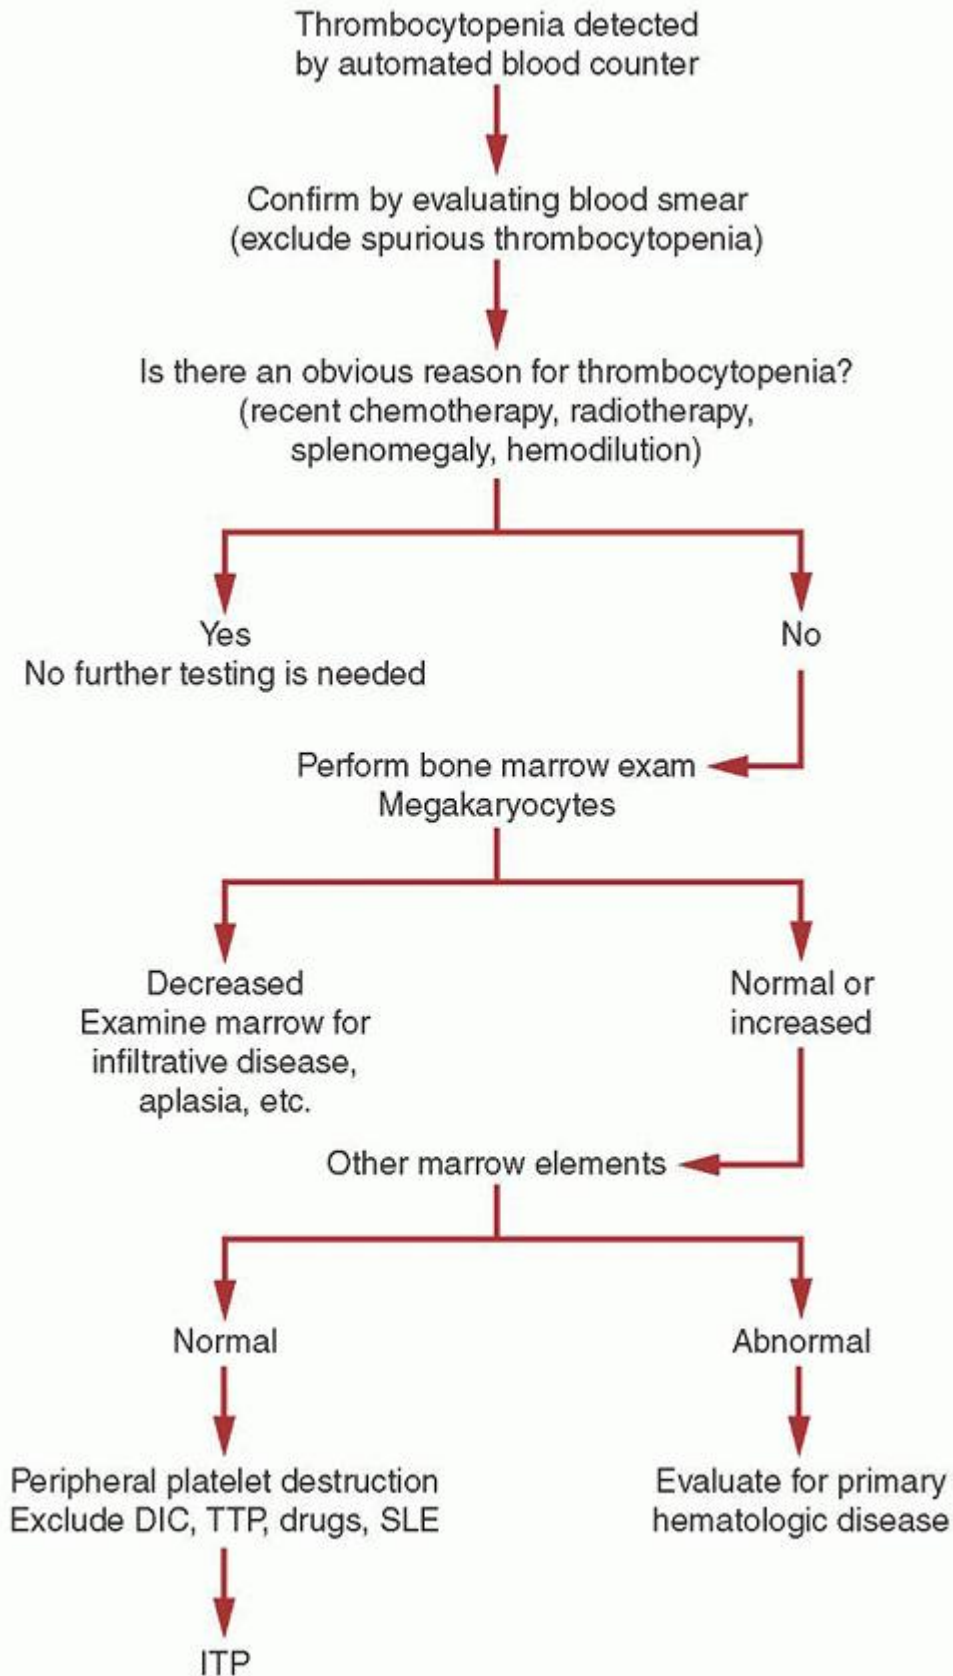 Thrombocytopenia detected
by automated blood counter
Confirm by evaluating blood smear
(exclude spurious thrombocytopenia)
Is there an obvious reason for thrombocytopenia?
(recent chemotherapy, radiotherapy,
splenomegaly, hemodilution)
Yes
No further testing is needed
No
Perform bone marrow exam
Megakaryocytes
Decreased
Examine marrow for
infiltrative disease,
aplasia, etc.
Normal or
increased
Other marrow elements
Normal
Abnormal
Peripheral platelet destruction
Exclude DIC, TTP, drugs, SLE
Evaluate for primary
hematologic disease
ITP